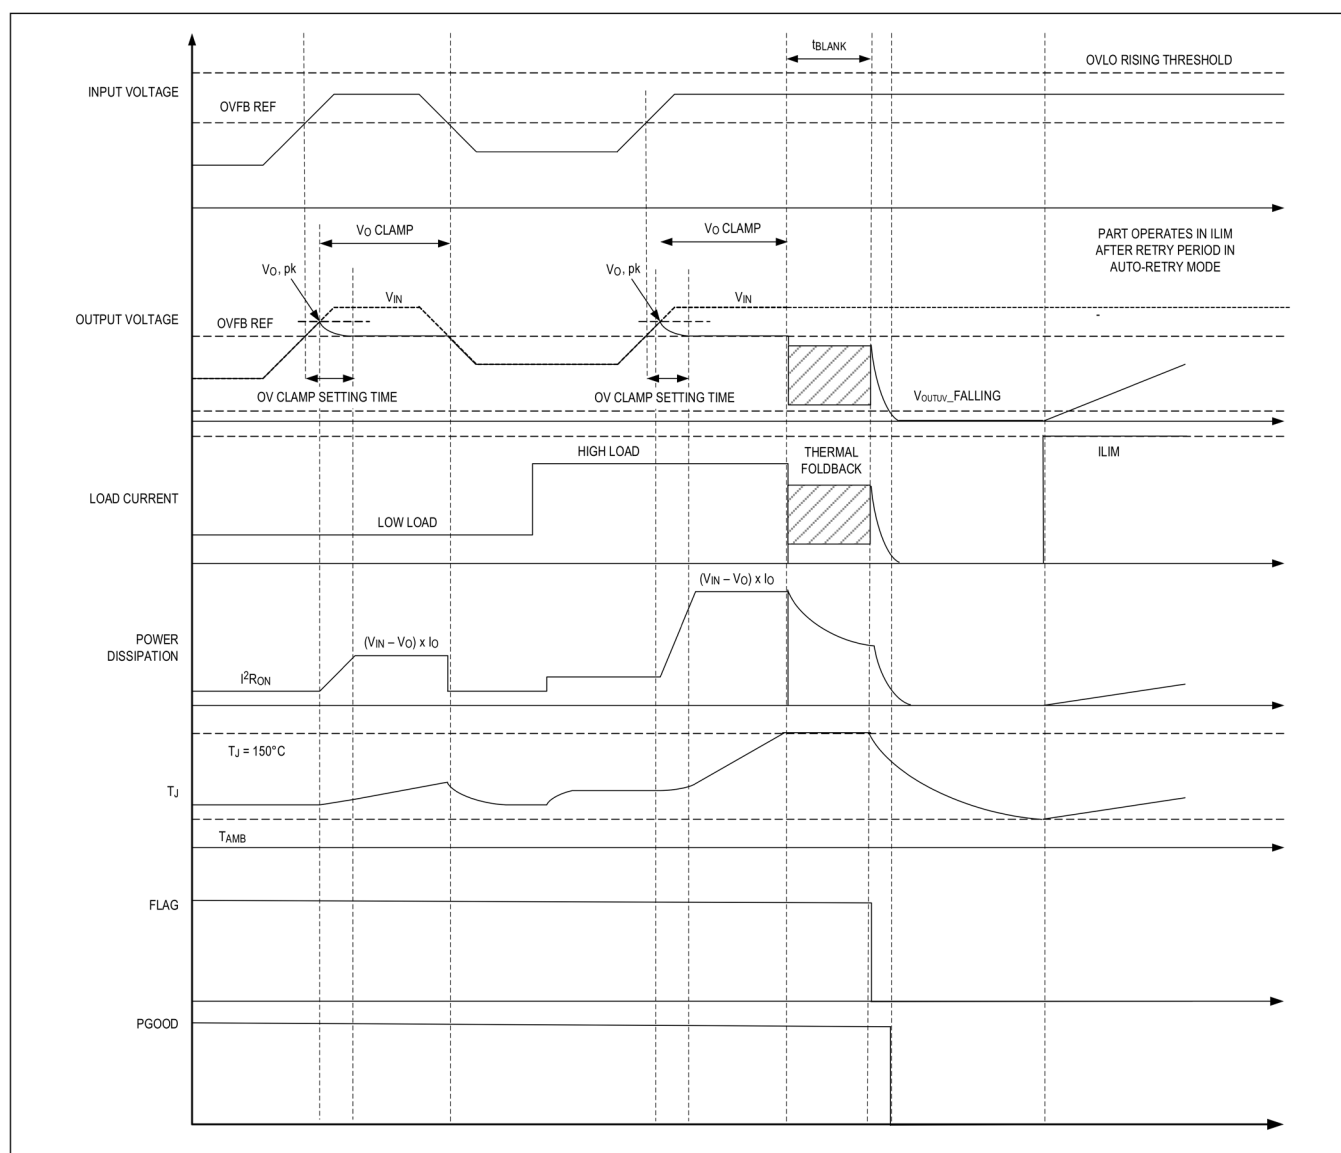 tBLANK
OVLO RISING THRESHOLD
INPUT VOLTAGE
OVFB REF
VO CLAMP
VO CLAMP
PART OPERATES IN ILIM
AFTER RETRY PERIOD IN
AUTO-RETRY MODE
VO, pk
VO, pk
VIN
VIN
OUTPUT VOLTAGE
OVFB REF
OVFB REF
OV CLAMP SETTING TIME
OV CLAMP SETTING TIME
VOUTUV_FALLING
HIGH LOAD
THERMAL
FOLDBACK
ILIM
LOAD CURRENT
LOW LOAD
(VIN – VO) x IO
POWER
DISSIPATION
(VIN – VO) x IO
I²RON
TJ = 150°C
TJ
TAMB
FLAG
PGOOD